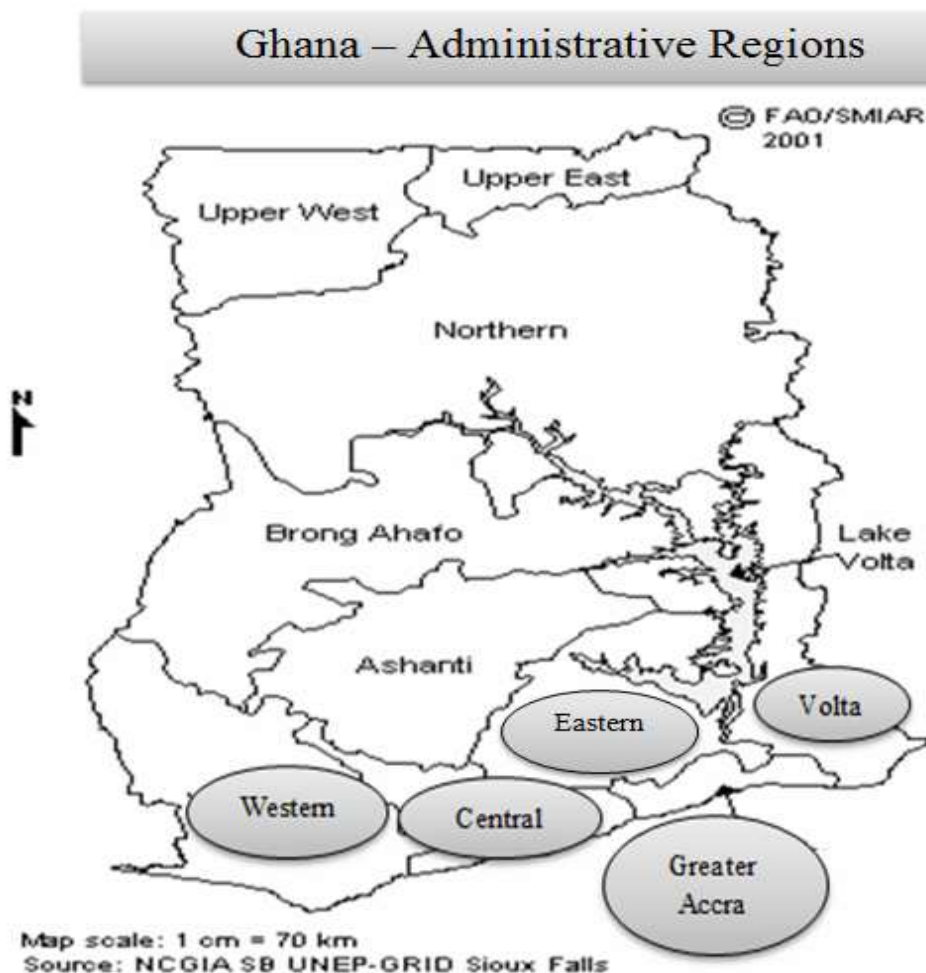 Ghana – Administrative Regions
© FAO/SMIAR
2001
Upper East
Upper West
Northern
N
Brong Ahafo
Lake
Volta
Ashanti
Volta
Eastern
Western
Central
Greater
Accra
Map scale: 1 cm = 70 km
Source: NCGIA SB UNEP-GRID Sioux Falls